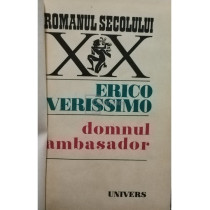 ROMANUL SECOLULUI
XX
ERICO
VERISSIMO
domnul
ambasador
UNIVERS